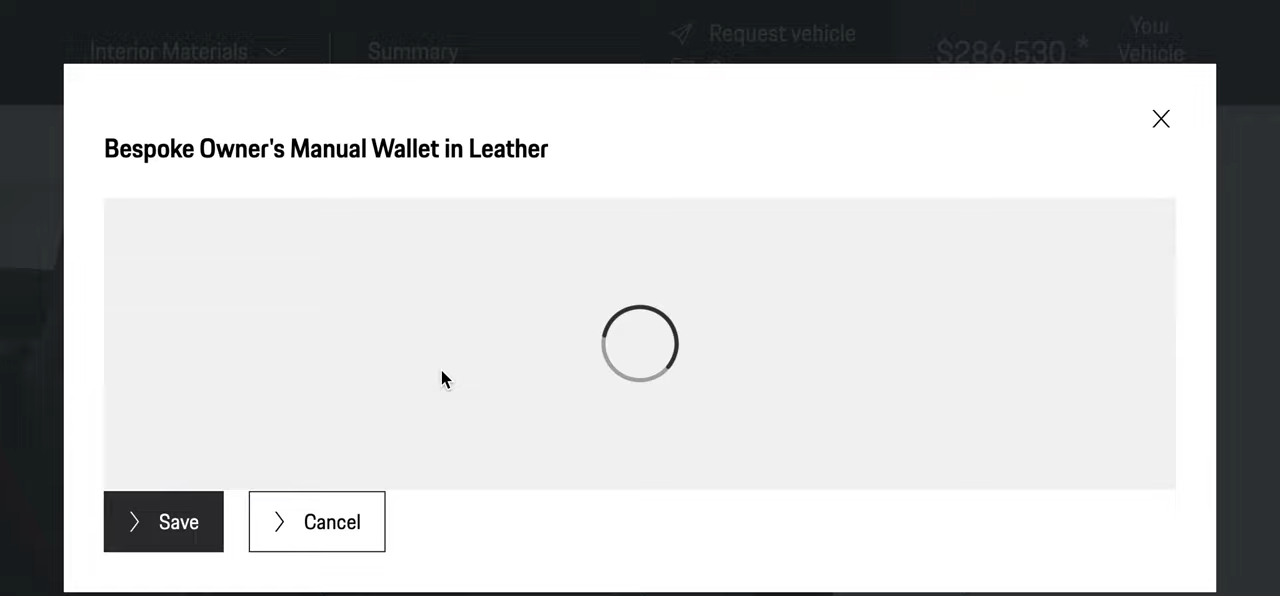 Interior Materials
Summary
Request vehicle
$286,530 *
Your
Vehicle
Bespoke Owner's Manual Wallet in Leather
Save
Cancel